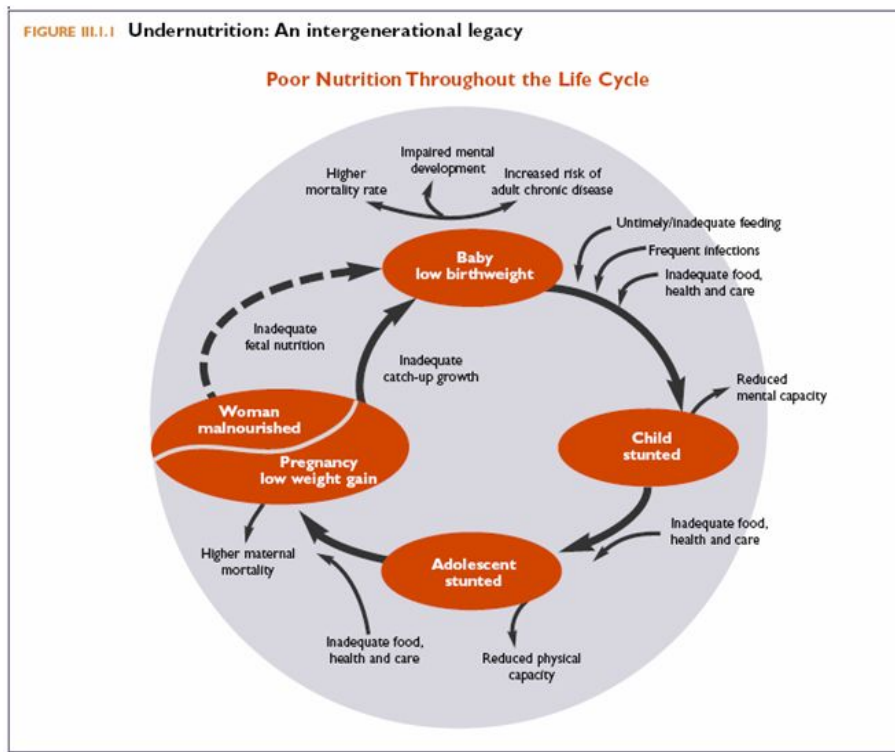 FIGURE III.1.1 Undernutrition: An intergenerational legacy
Poor Nutrition Throughout the Life Cycle
Impaired mental
development
Higher
mortality rate
Increased risk of
adult chronic disease
Untimely/inadequate feeding
Frequent infections
Inadequate food,
health and care
Baby
low birthweight
Inadequate
fetal nutrition
Inadequate
catch-up growth
Reduced
mental capacity
Woman
malnourished
Pregnancy
low weight gain
Child
stunted
Inadequate food,
health and care
Higher maternal
mortality
Adolescent
stunted
Inadequate food,
health and care
Reduced physical
capacity